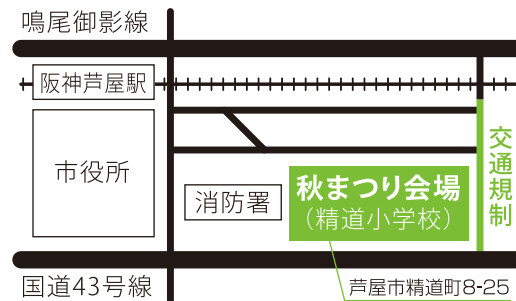 鳴尾御影線
阪神芦屋駅
市役所
消防署
秋まつり会場
（精道小学校）
交通規制
国道43号線
芦屋市精道町8-25